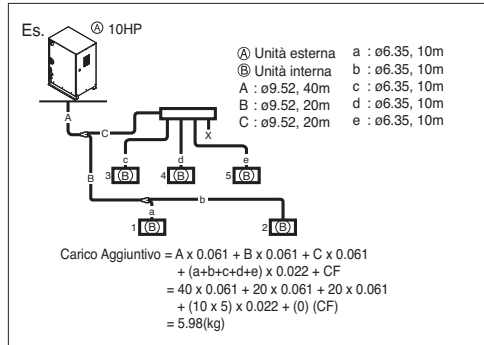 Es.
Ⓐ 10HP
Ⓐ Unità esterna
Ⓑ Unità interna
A : ø9.52, 40m
B : ø9.52, 20m
C : ø9.52, 20m
a : ø6.35, 10m
b : ø6.35, 10m
c : ø6.35, 10m
d : ø6.35, 10m
e : ø6.35, 10m
A
C
X
B
c
d
e
3 Ⓑ
4 Ⓑ
5 Ⓑ
a
b
1 Ⓑ
2 Ⓑ
Carico Aggiuntivo = A x 0.061 + B x 0.061 + C x 0.061
+ (a+b+c+d+e) x 0.022 + CF
= 40 x 0.061 + 20 x 0.061 + 20 x 0.061
+ (10 x 5) x 0.022 + (0) (CF)
= 5.98(kg)